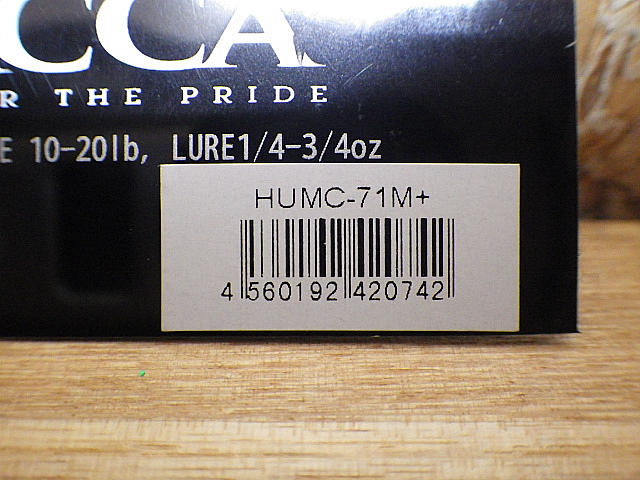 CCA
R THE PRIDE
E 10-20lb, LURE1/4-3/4oz
HUMC-71M+
4 560192 420742